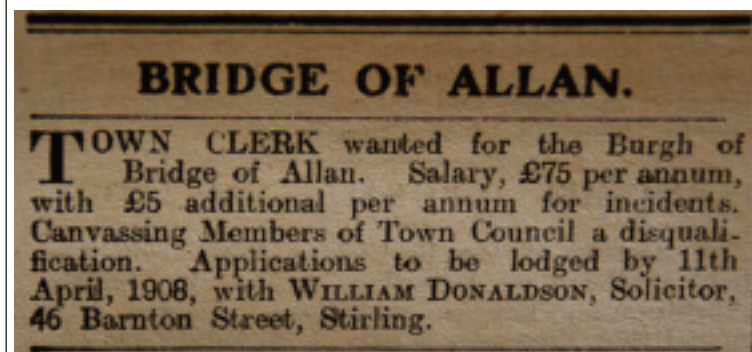 BRIDGE OF ALLAN.
TOWN CLERK wanted for the Burgh of
Bridge of Allan. Salary, £75 per annum,
with £5 additional per annum for incidents.
Canvassing Members of Town Council a disquali-
fication. Applications to be lodged by 11th
April, 1908, with WILLIAM DONALDSON, Solicitor,
46 Barnton Street, Stirling.